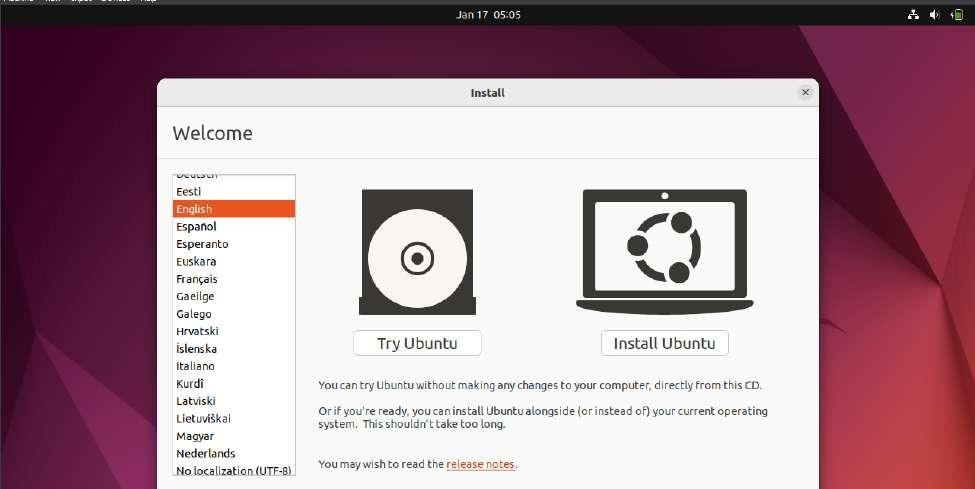 Jan 17 05:05
Install
Welcome
Deutsch
Eesti
English
Español
Esperanto
Euskara
Français
Gaeilge
Galego
Hrvatski
Íslenska
Italiano
Kurdî
Latviski
Lietuviškai
Magyar
Nederlands
No localization (UTF-8)
Try Ubuntu
Install Ubuntu
You can try Ubuntu without making any changes to your computer, directly from this CD.
Or if you're ready, you can install Ubuntu alongside (or instead of) your current operating
system. This shouldn't take too long.
You may wish to read the release notes.